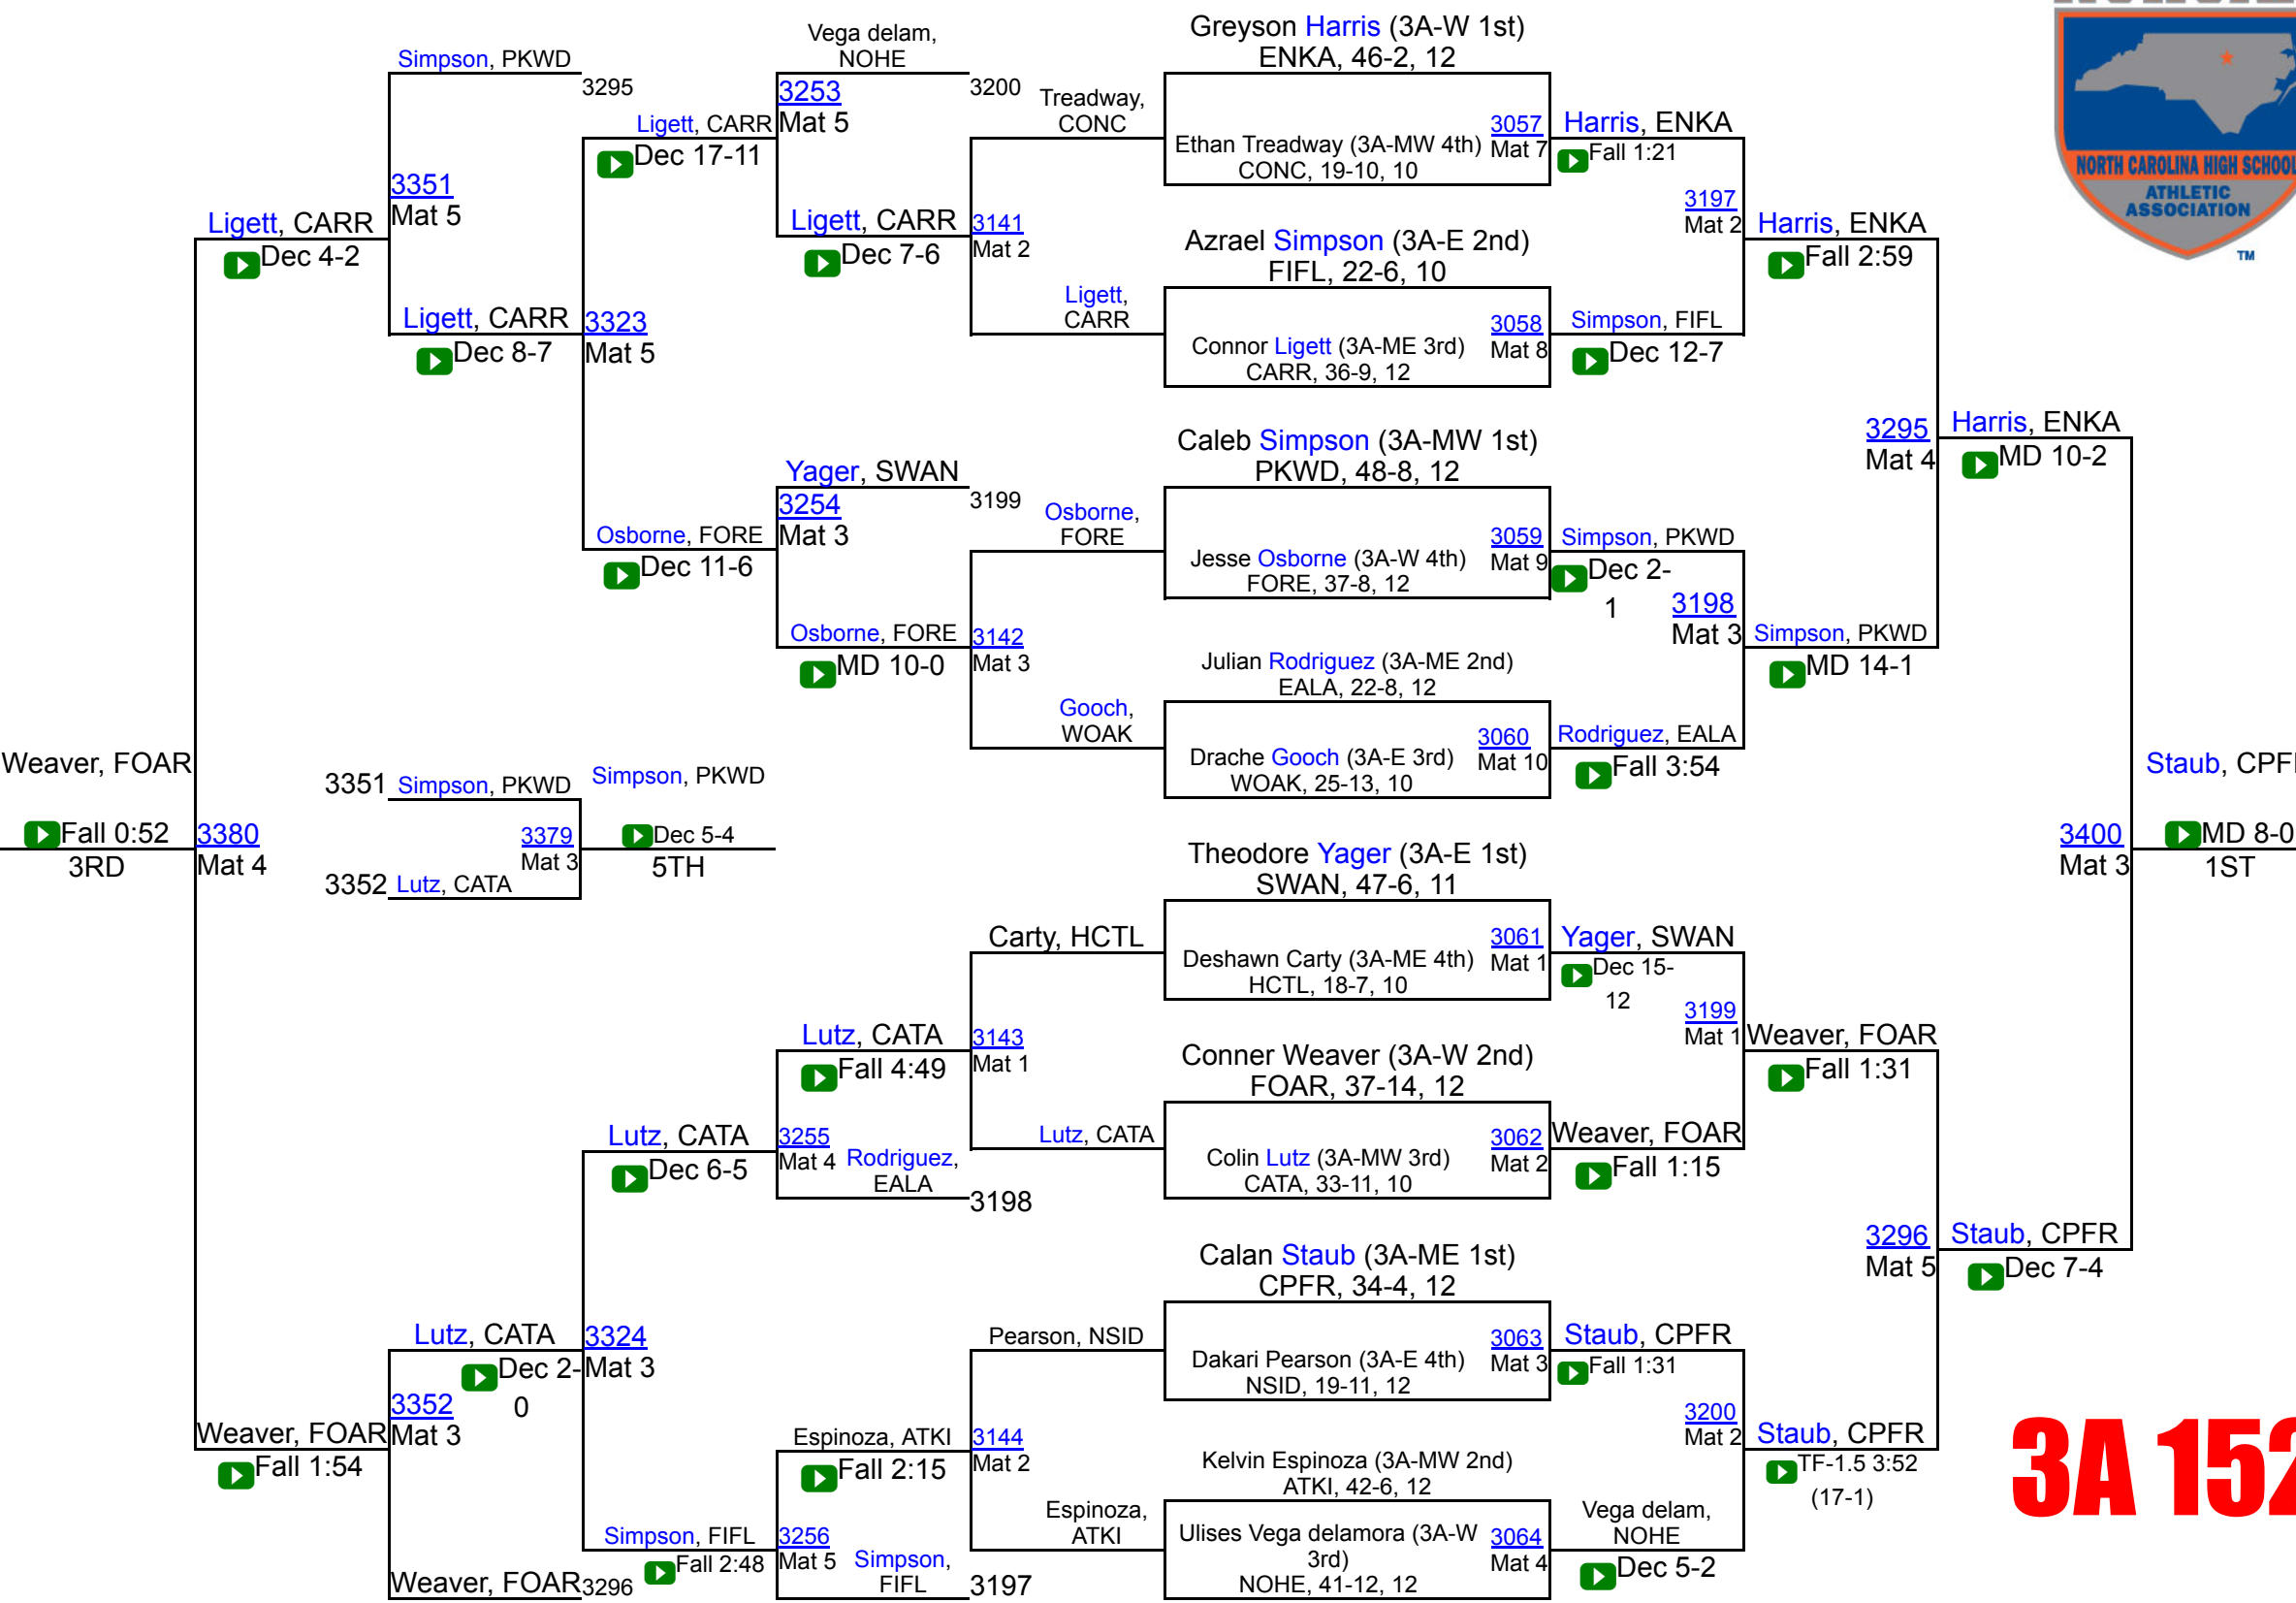 Simpson, PKWD
3295
3351
Mat 5
Ligett, CARR
Dec 4-2
Ligett, CARR
Dec 8-7
Ligett, CARR
Dec 17-11
3323
Mat 5
Osborne, FORE
Dec 11-6
Vega delam,
NOHE
3200
3253
Mat 5
Ligett, CARR
Dec 7-6
Yager, SWAN
3199
3254
Mat 3
Osborne, FORE
MD 10-0
Treadway,
CONC
3141
Mat 2
Ligett,
CARR
Osborne,
FORE
3142
Mat 3
Gooch,
WOAK
Greyson Harris (3A-W 1st)
ENKA, 46-2, 12
Ethan Treadway (3A-MW 4th)
CONC, 19-10, 10
3057
Mat 7
Azrael Simpson (3A-E 2nd)
FIFL, 22-6, 10
Connor Ligett (3A-ME 3rd)
CARR, 36-9, 12
3058
Mat 8
Caleb Simpson (3A-MW 1st)
PKWD, 48-8, 12
Jesse Osborne (3A-W 4th)
FORE, 37-8, 12
3059
Mat 9
Julian Rodriguez (3A-ME 2nd)
EALA, 22-8, 12
Drache Gooch (3A-E 3rd)
WOAK, 25-13, 10
3060
Mat 10
Harris, ENKA
Fall 1:21
3197
Mat 2
Simpson, FIFL
Dec 12-7
Simpson, PKWD
Dec 2-
1
3198
Mat 3
Rodriguez, EALA
Fall 3:54
Harris, ENKA
Fall 2:59
3295
Mat 4
Simpson, PKWD
MD 14-1
Harris, ENKA
MD 10-2
NORTH CAROLINA HIGH SCHOOL
ATHLETIC
ASSOCIATION
TM
Weaver, FOAR
Fall 0:52
3RD
3380
Mat 4
3351
Simpson, PKWD
3352
Lutz, CATA
3379
Mat 3
Simpson, PKWD
Dec 5-4
5TH
Theodore Yager (3A-E 1st)
SWAN, 47-6, 11
Deshawn Carty (3A-ME 4th)
HCTL, 18-7, 10
3061
Mat 1
Conner Weaver (3A-W 2nd)
FOAR, 37-14, 12
Colin Lutz (3A-MW 3rd)
CATA, 33-11, 10
3062
Mat 2
Calan Staub (3A-ME 1st)
CPFR, 34-4, 12
Dakari Pearson (3A-E 4th)
NSID, 19-11, 12
3063
Mat 3
Kelvin Espinoza (3A-MW 2nd)
ATKI, 42-6, 12
Ulises Vega delamora (3A-W
3rd)
NOHE, 41-12, 12
3064
Mat 4
Carty, HCTL
3143
Mat 1
Lutz, CATA
Pearson, NSID
3144
Mat 2
Espinoza,
ATKI
Lutz, CATA
Fall 4:49
3255
Mat 4
Rodriguez,
EALA
3198
Espinoza, ATKI
Fall 2:15
3256
Mat 5
Simpson,
FIFL
3197
Lutz, CATA
Dec 6-5
3324
Mat 3
Simpson, FIFL
Fall 2:48
Lutz, CATA
Dec 2-
0
3352
Mat 3
Weaver, FOAR
3296
Weaver, FOAR
Fall 1:54
Yager, SWAN
Dec 15-
12
3199
Mat 1
Weaver, FOAR
Fall 1:15
Staub, CPFR
Fall 1:31
3200
Mat 2
Vega delam,
NOHE
Dec 5-2
Weaver, FOAR
Fall 1:31
3296
Mat 5
Staub, CPFR
TF-1.5 3:52
(17-1)
Staub, CPFR
Dec 7-4
3400
Mat 3
Staub,
MD 8-0
1ST
3A 152